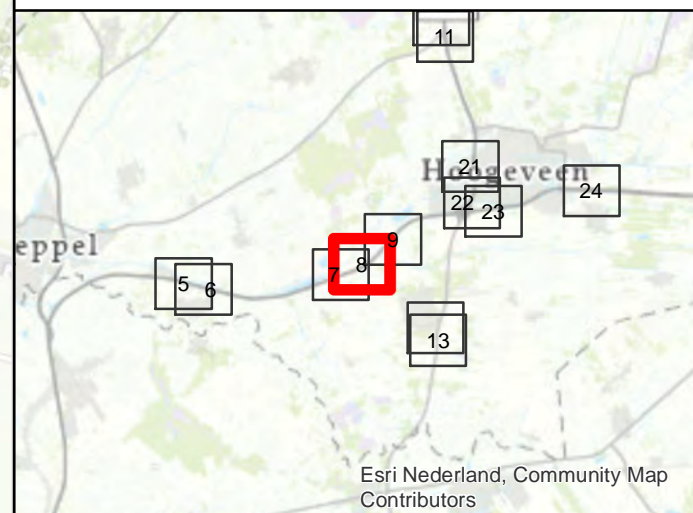 11
21
Hoogeveen
24
22
23
eppel
9
8
7
5
6
13
Esri Nederland, Community Map
Contributors